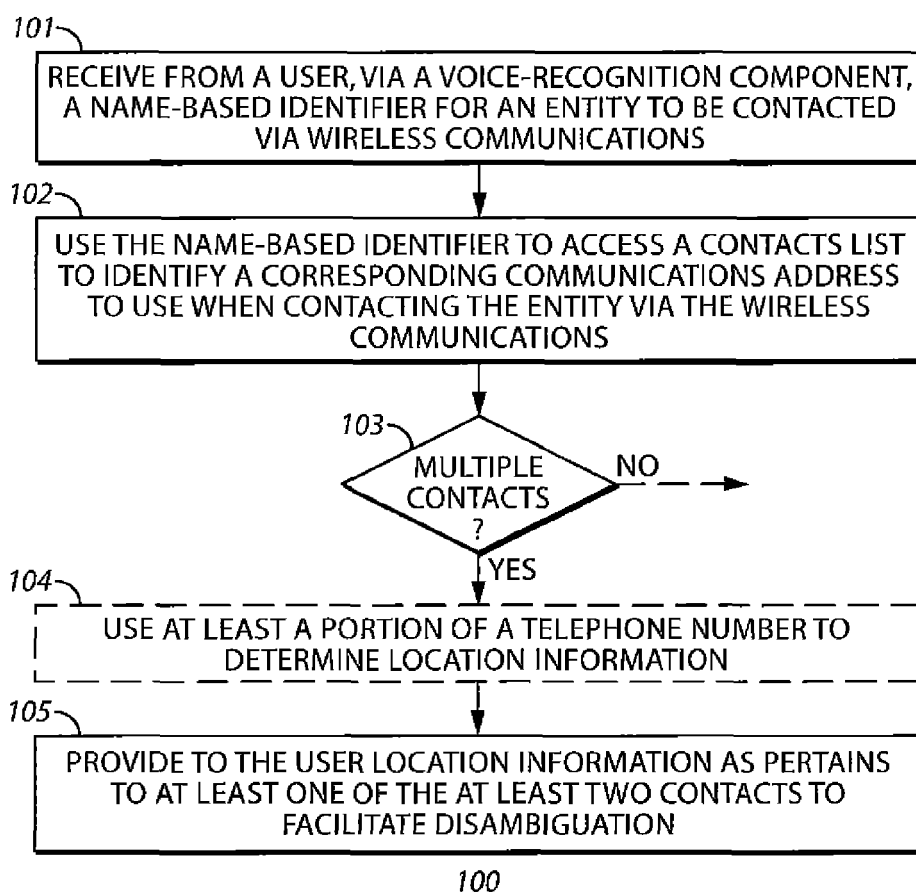 101
RECEIVE FROM A USER, VIA A VOICE-RECOGNITION COMPONENT,
A NAME-BASED IDENTIFIER FOR AN ENTITY TO BE CONTACTED
VIA WIRELESS COMMUNICATIONS
102
USE THE NAME-BASED IDENTIFIER TO ACCESS A CONTACTS LIST
TO IDENTIFY A CORRESPONDING COMMUNICATIONS ADDRESS
TO USE WHEN CONTACTING THE ENTITY VIA THE WIRELESS
COMMUNICATIONS
103
MULTIPLE
CONTACTS
?
NO
YES
104
USE AT LEAST A PORTION OF A TELEPHONE NUMBER TO
DETERMINE LOCATION INFORMATION
105
PROVIDE TO THE USER LOCATION INFORMATION AS PERTAINS
TO AT LEAST ONE OF THE AT LEAST TWO CONTACTS TO
FACILITATE DISAMBIGUATION
100